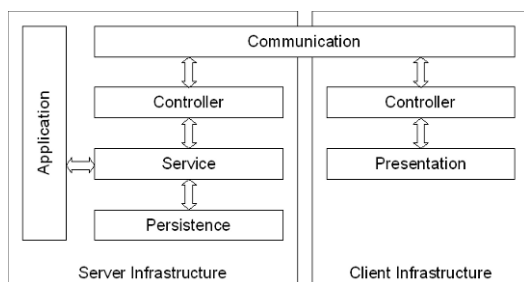 Communication
Application
Controller
Controller
Service
Presentation
Persistence
Server Infrastructure
Client Infrastructure